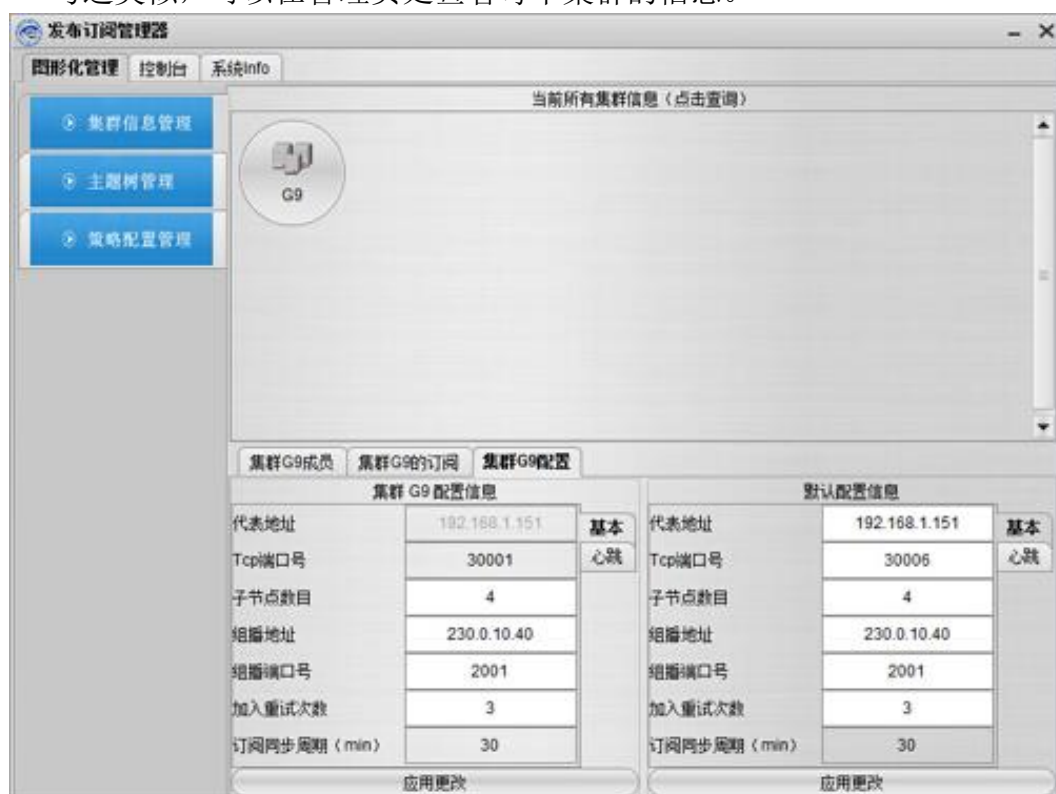 发布订阅管理器
图形化管理 控制台 系统Info
当前所有集群信息（点击查询）
集群信息管理
主题树管理
策略配置管理
G9
集群G9成员 集群G9的订阅 集群G9配置
集群 G9 配置信息
代表地址 192.168.1.151 基本
Tcp端口号 30001 心跳
子节点数目 4
组播地址 230.0.10.40
组播端口号 2001
加入重试次数 3
订阅同步周期（min） 30
应用更改
默认配置信息
代表地址 192.168.1.151 基本
Tcp端口号 30006 心跳
子节点数目 4
组播地址 230.0.10.40
组播端口号 2001
加入重试次数 3
订阅同步周期（min） 30
应用更改